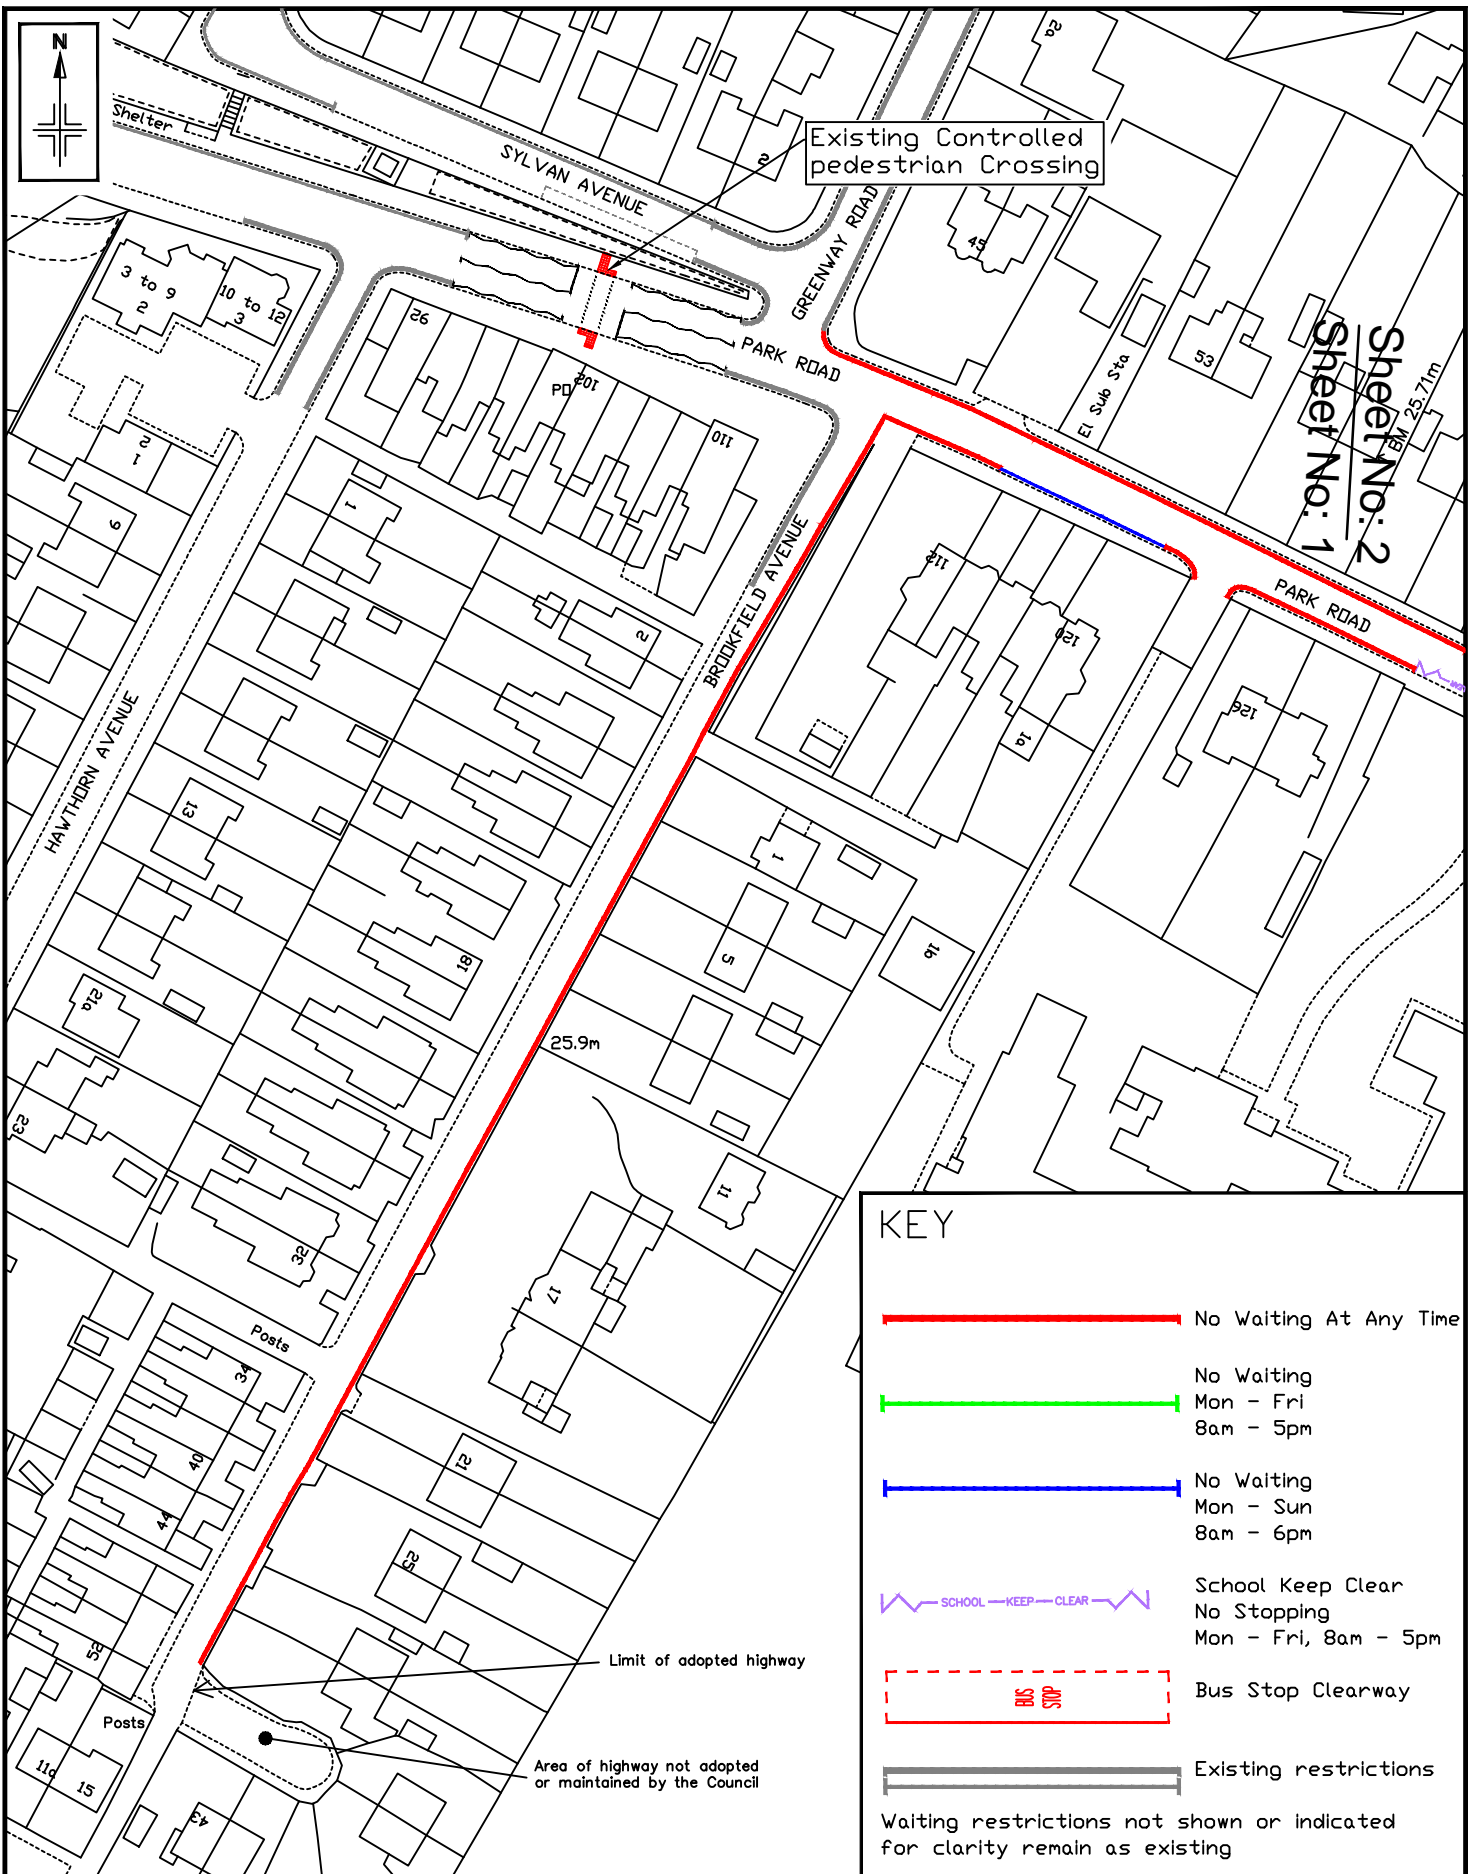 N
Shelter
SYLVAN AVENUE
2a
2
Existing Controlled
pedestrian Crossing
GREENWAY ROAD
45
3 to 9
2
10 to 12
3
PARK ROAD
53
El Sub Sta
BM 25.71m
Sheet No: 2
Sheet No: 1
PO
102
110
2
1
9
1
2
112
120
PARK ROAD
BROOKFIELD AVENUE
HAWTHORN AVENUE
126
1a
13
1
5
1b
18
21a
25.9m
23
11
32
17
Posts
34
40
44
21
25
52
Limit of adopted highway
Posts
Area of highway not adopted
or maintained by the Council
11a
15
43
KEY
No Waiting At Any Time
No Waiting
Mon - Fri
8am - 5pm
No Waiting
Mon - Sun
8am - 6pm
SCHOOL KEEP CLEAR
School Keep Clear
No Stopping
Mon - Fri, 8am - 5pm
BUS
STOP
Bus Stop Clearway
Existing restrictions
Waiting restrictions not shown or indicated
for clarity remain as existing